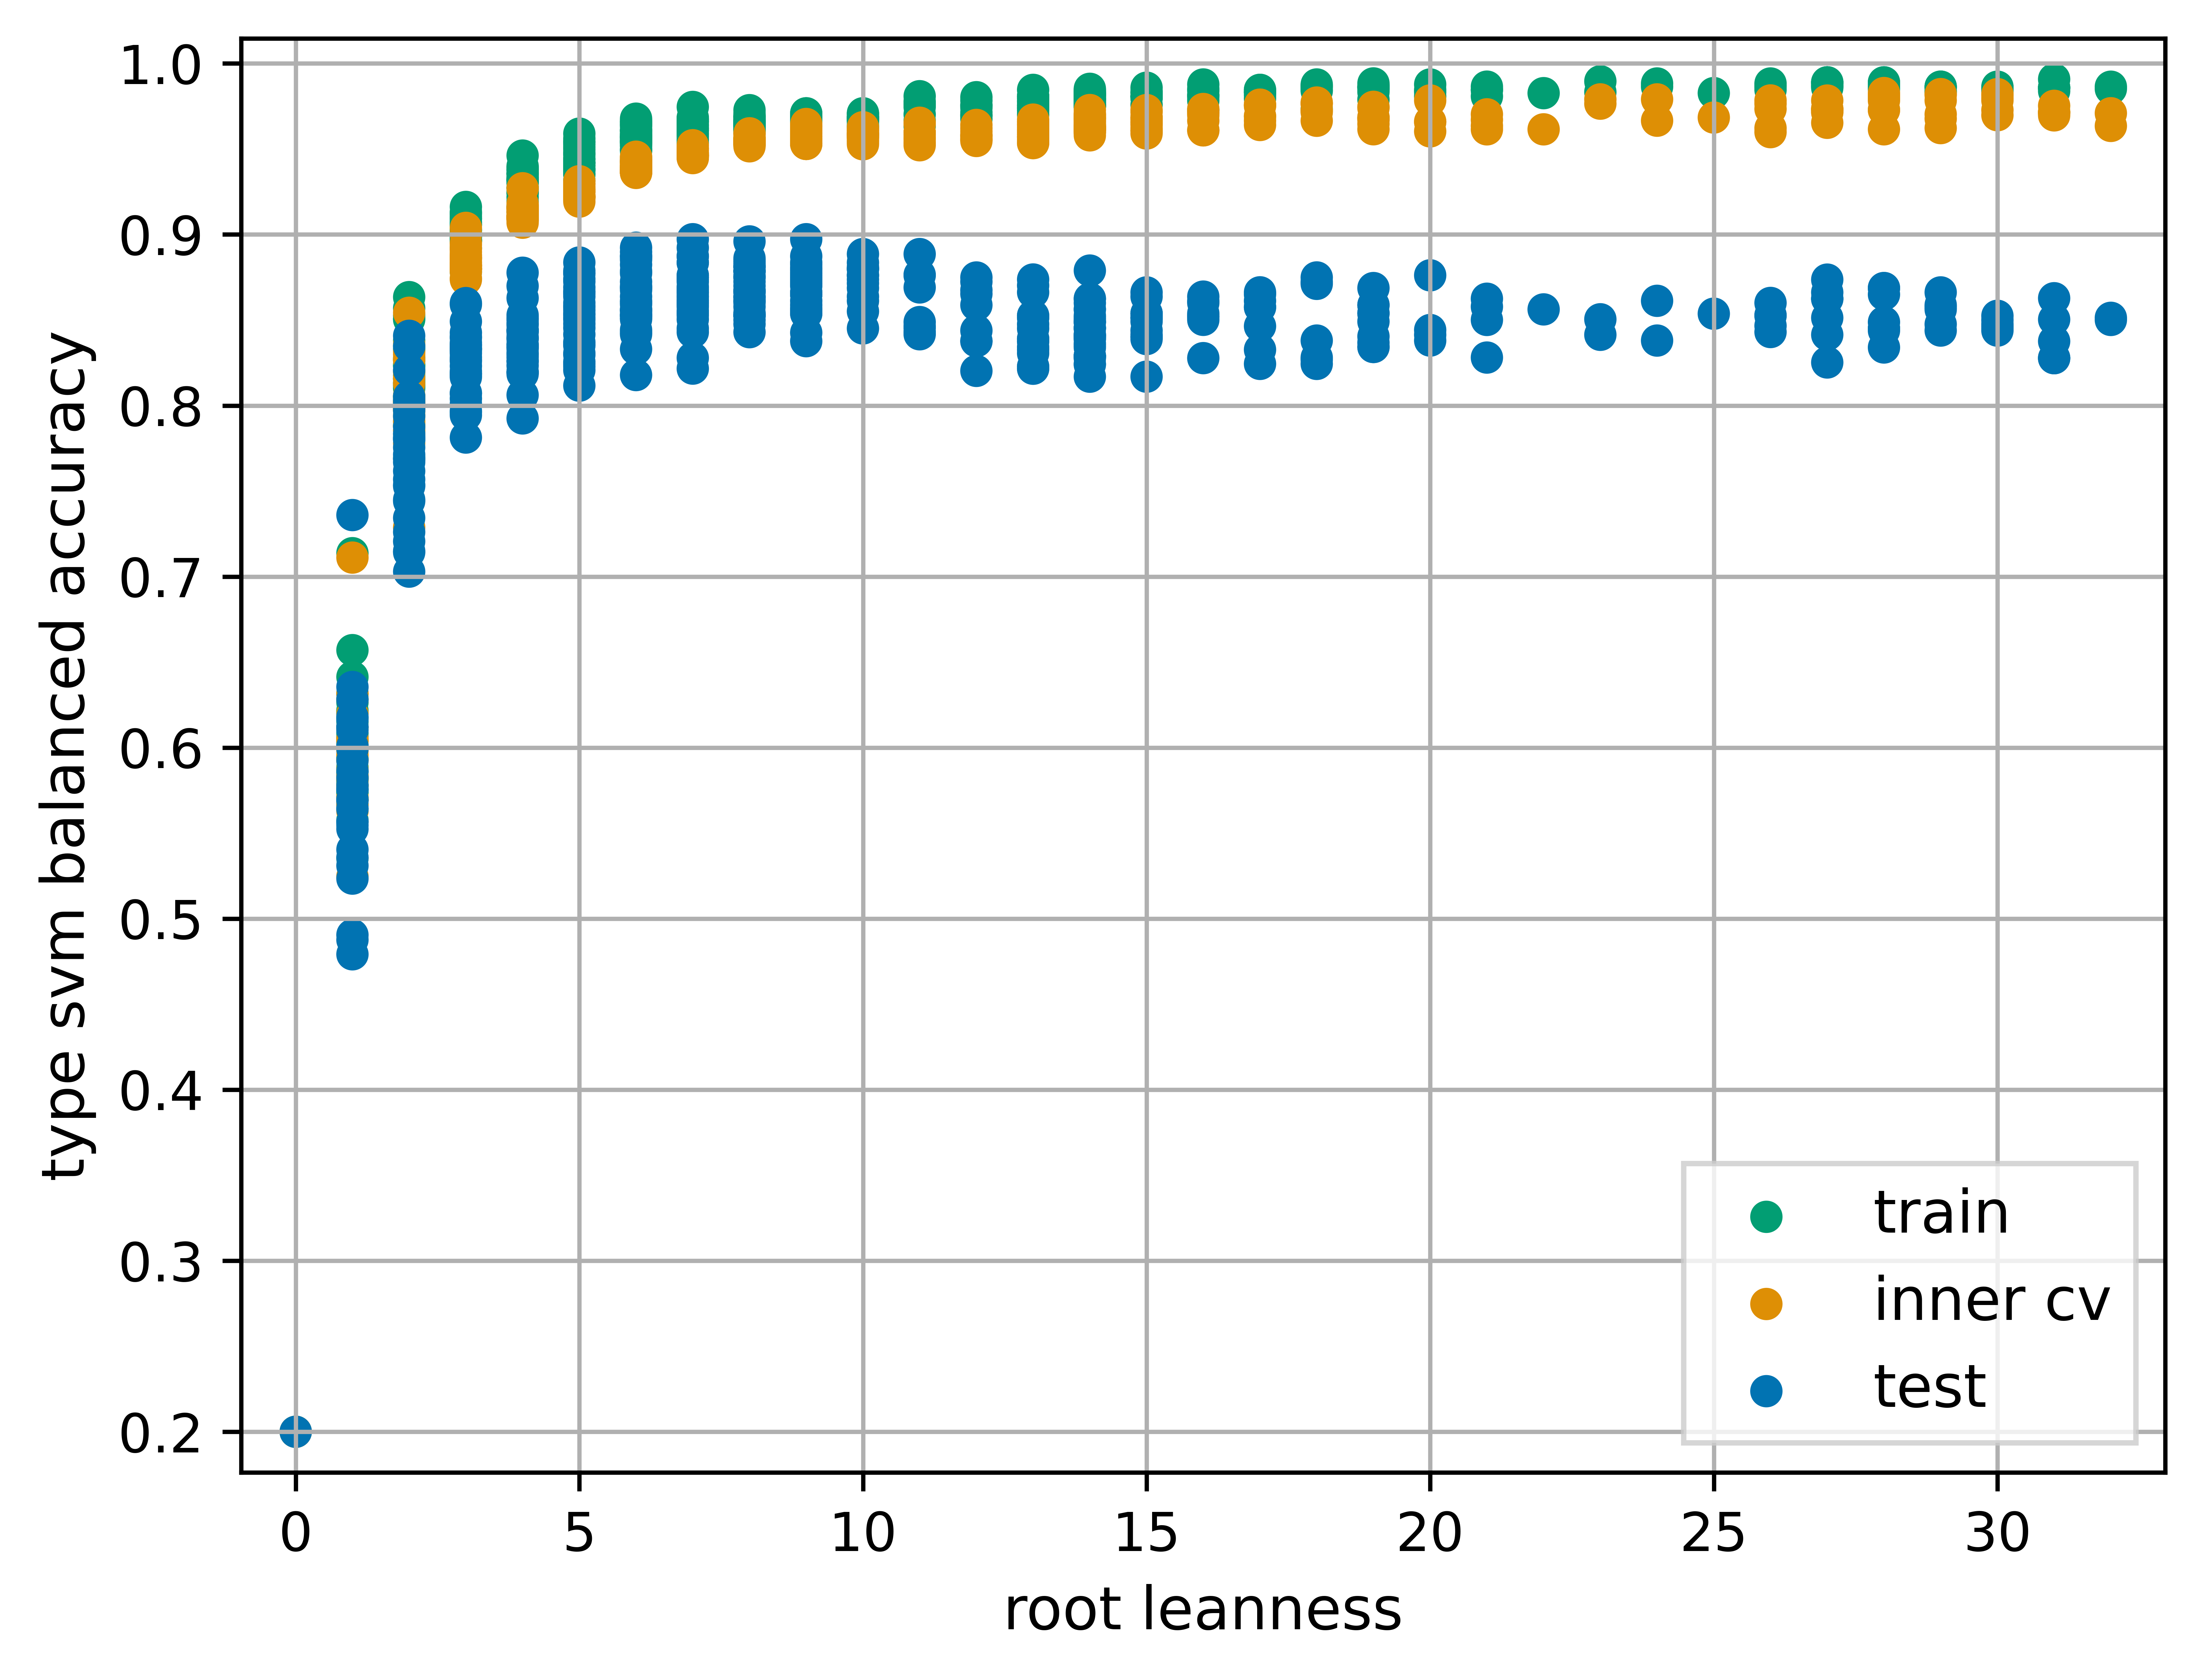 1.0
0.9
0.8
0.7
0.6
0.5
0.4
0.3
0.2
type svm balanced accuracy
train
inner cv
test
0 5 10 15 20 25 30
root leanness